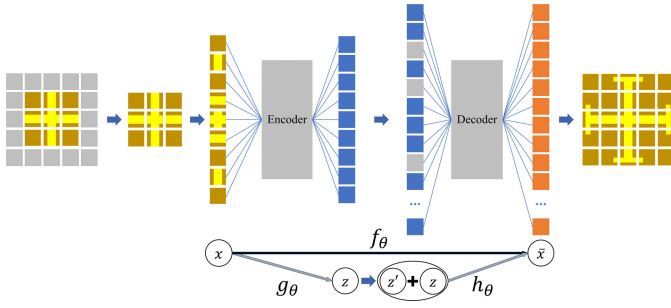 Encoder
Decoder
...
...
f_θ
x
x̄
g_θ
z
z′ + z
h_θ